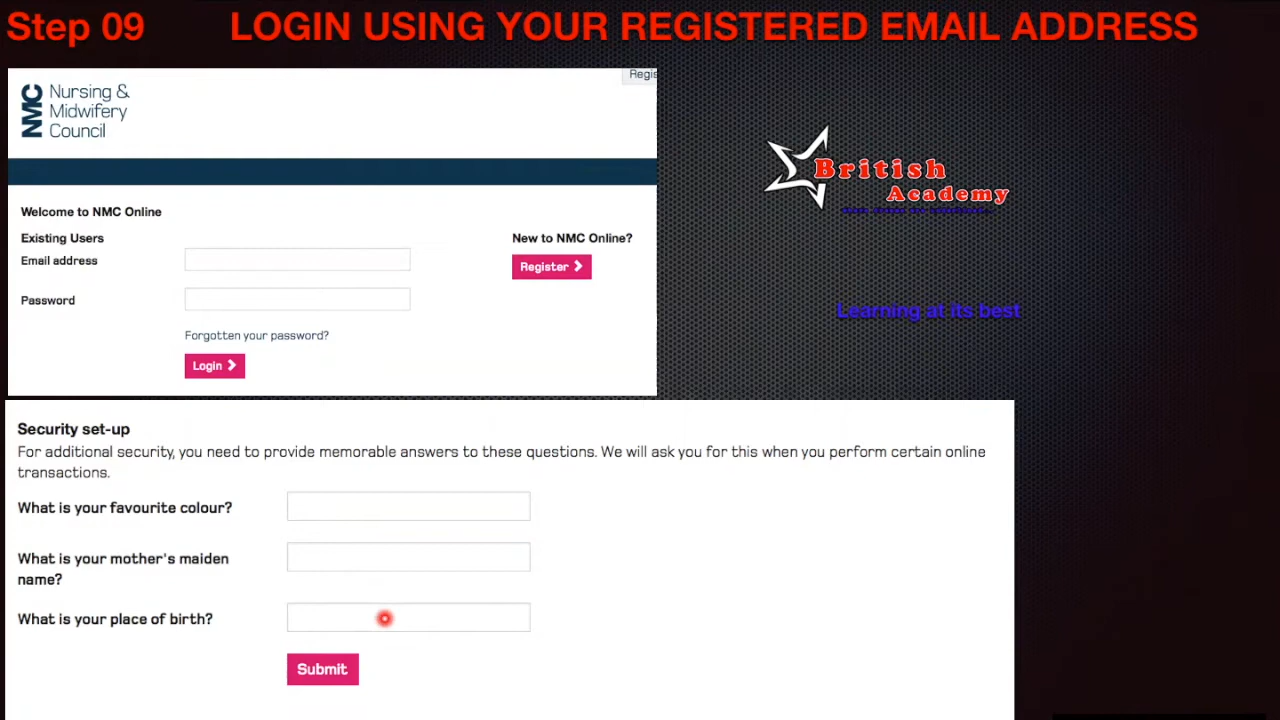 Step 09 LOGIN USING YOUR REGISTERED EMAIL ADDRESS
Regis
NMC Nursing &
Midwifery
Council
British
Academy
Welcome to NMC Online
Existing Users
New to NMC Online?
Email address
Register
Password
Learning at its best
Forgotten your password?
Login
Security set-up
For additional security, you need to provide memorable answers to these questions. We will ask you for this when you perform certain online
transactions.
What is your favourite colour?
What is your mother's maiden
name?
What is your place of birth?
Submit